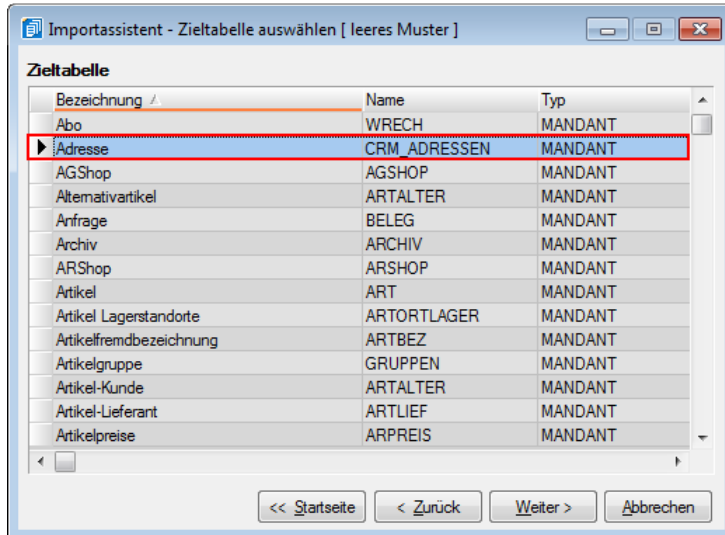 Importassistent - Zieltabelle auswählen [ leeres Muster ]
Zieltabelle
Bezeichnung Name Typ
Abo WRECH MANDANT
Adresse CRM_ADRESSEN MANDANT
AGShop AGSHOP MANDANT
Alternativartikel ARTALTER MANDANT
Anfrage BELEG MANDANT
Archiv ARCHIV MANDANT
ARShop ARSHOP MANDANT
Artikel ART MANDANT
Artikel Lagerstandorte ARTORTLAGER MANDANT
Artikelfremdbezeichnung ARTBEZ MANDANT
Artikelgruppe GRUPPEN MANDANT
Artikel-Kunde ARTALTER MANDANT
Artikel-Lieferant ARTLIEF MANDANT
Artikelpreise ARPREIS MANDANT
<< Startseite < Zurück Weiter > Abbrechen